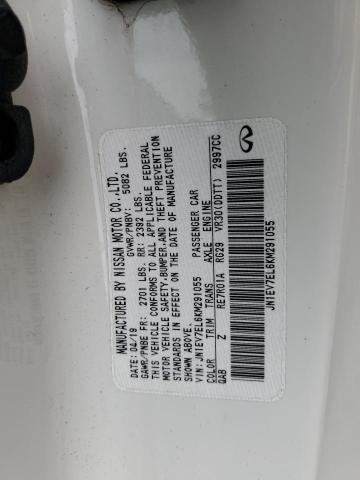 MANUFACTURED BY NISSAN MOTOR CO.,LTD.
DATE: 04/19 GVWR/PNBV: 5082 LBS.
GAWR/PNBE FR: 2701 LBS. RR: 2392 LBS.
THIS VEHICLE CONFORMS TO ALL APPLICABLE FEDERAL
MOTOR VEHICLE SAFETY,BUMPER,AND THEFT PREVENTION
STANDARDS IN EFFECT ON THE DATE OF MANUFACTURE
SHOWN ABOVE.
VIN: JN1EV7EL6KM291055 PASSENGER CAR
COLOR TRIM TRANS AXLE ENGINE
QAB Z RE7R01A RG29 VR30(DDTT) 2997CC
JN1EV7EL6KM291055